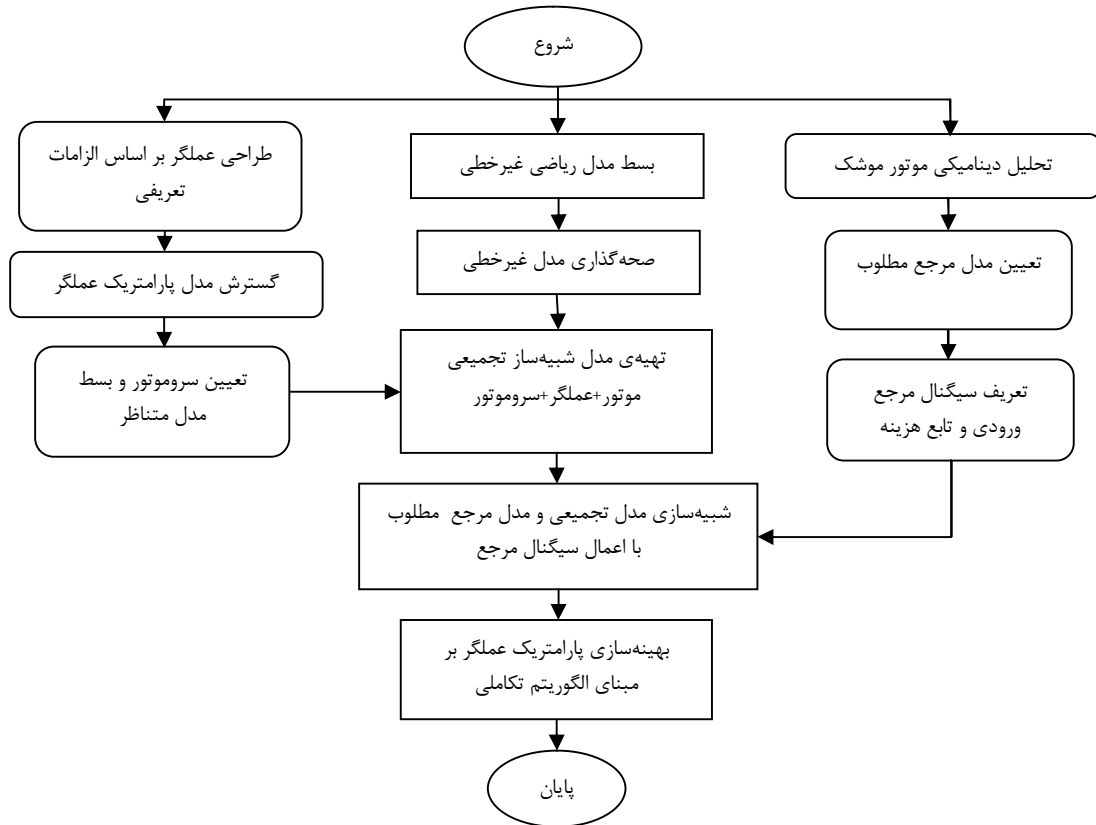 شروع
طراحی عملگر بر اساس الزامات
تعریفی
گسترش مدل پارامتریک عملگر
تعیین سروموتور و بسط
مدل متناظر
بسط مدل ریاضی غیرخطی
صحه‌گذاری مدل غیرخطی
تهیه‌ی مدل شبیه‌ساز تجمیعی
موتور+عملگر+سروموتور
تحلیل دینامیکی موتور موشک
تعیین مدل مرجع مطلوب
تعریف سیگنال مرجع
ورودی و تابع هزینه
شبیه‌سازی مدل تجمیعی و مدل مرجع مطلوب
با اعمال سیگنال مرجع
بهینه‌سازی پارامتریک عملگر بر
مبنای الگوریتم تکاملی
پایان